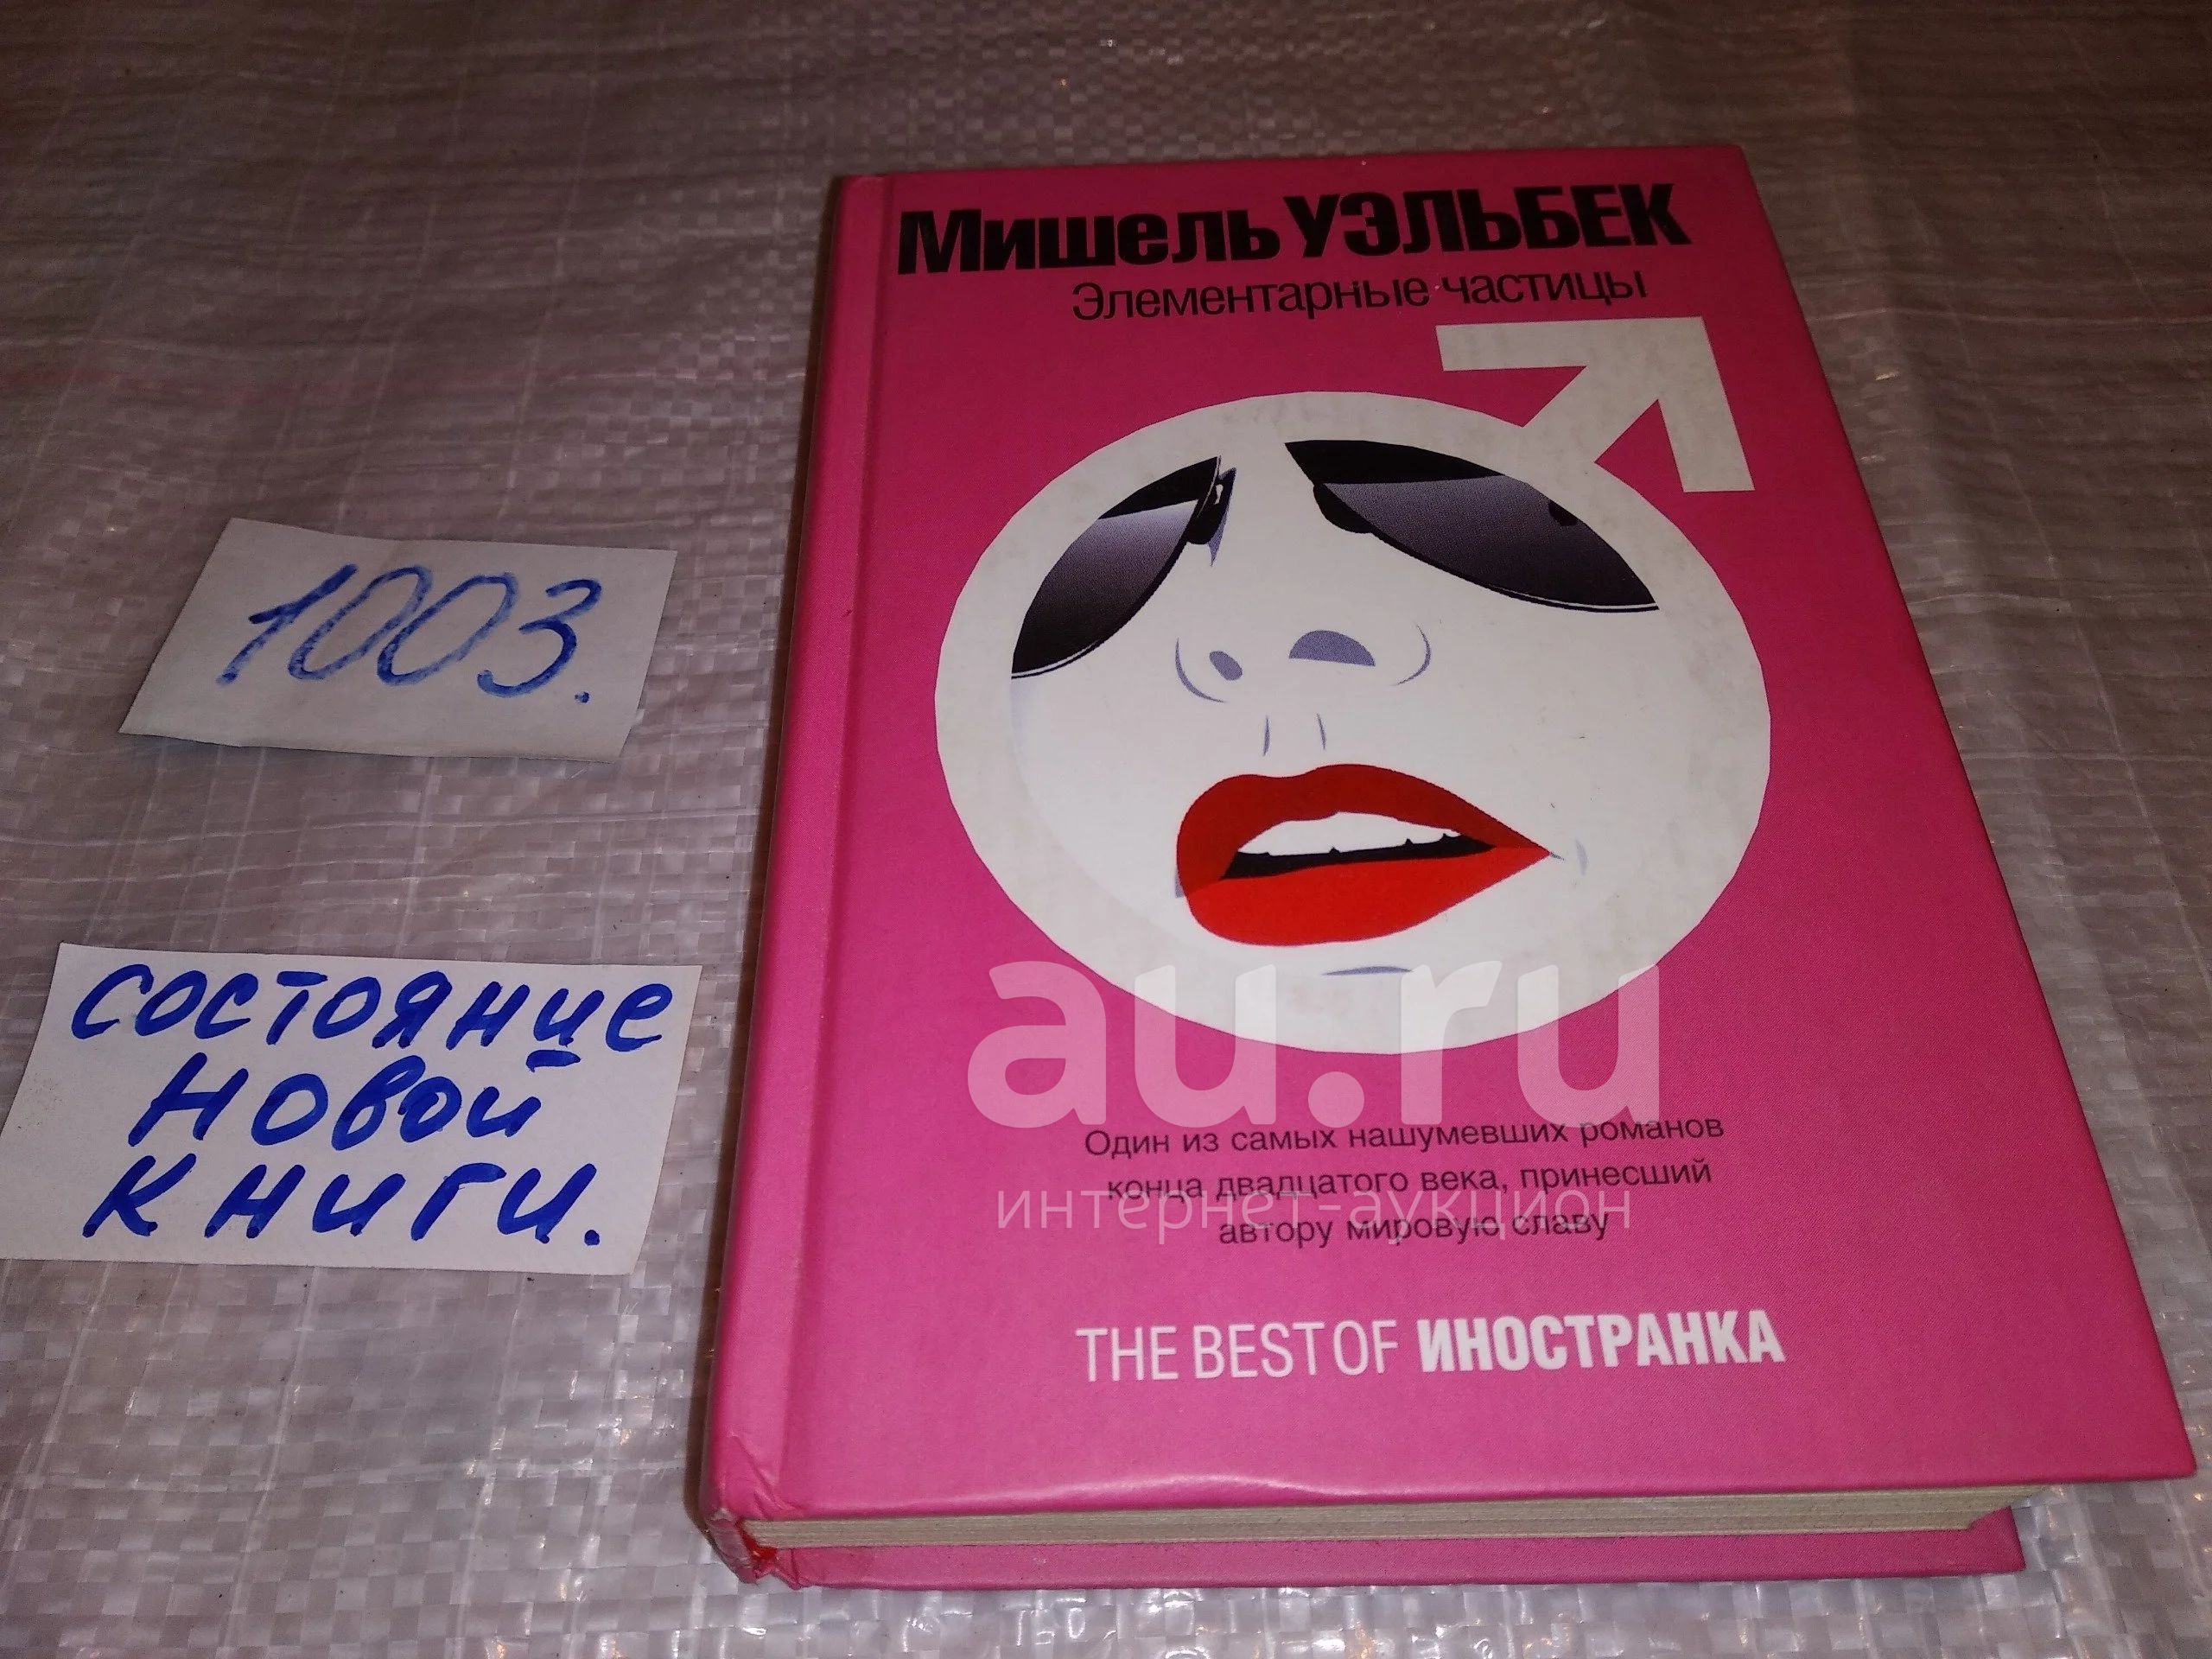 Мишель УЭЛЬБЕК
Элементарные частицы
1003.
состояние
новой
книги.
au.ru
Один из самых нашумевших романов
конца двадцатого века, принесший
интернет-аукцион
автору мировую славу
THE BEST OF ИНОСТРАНКА